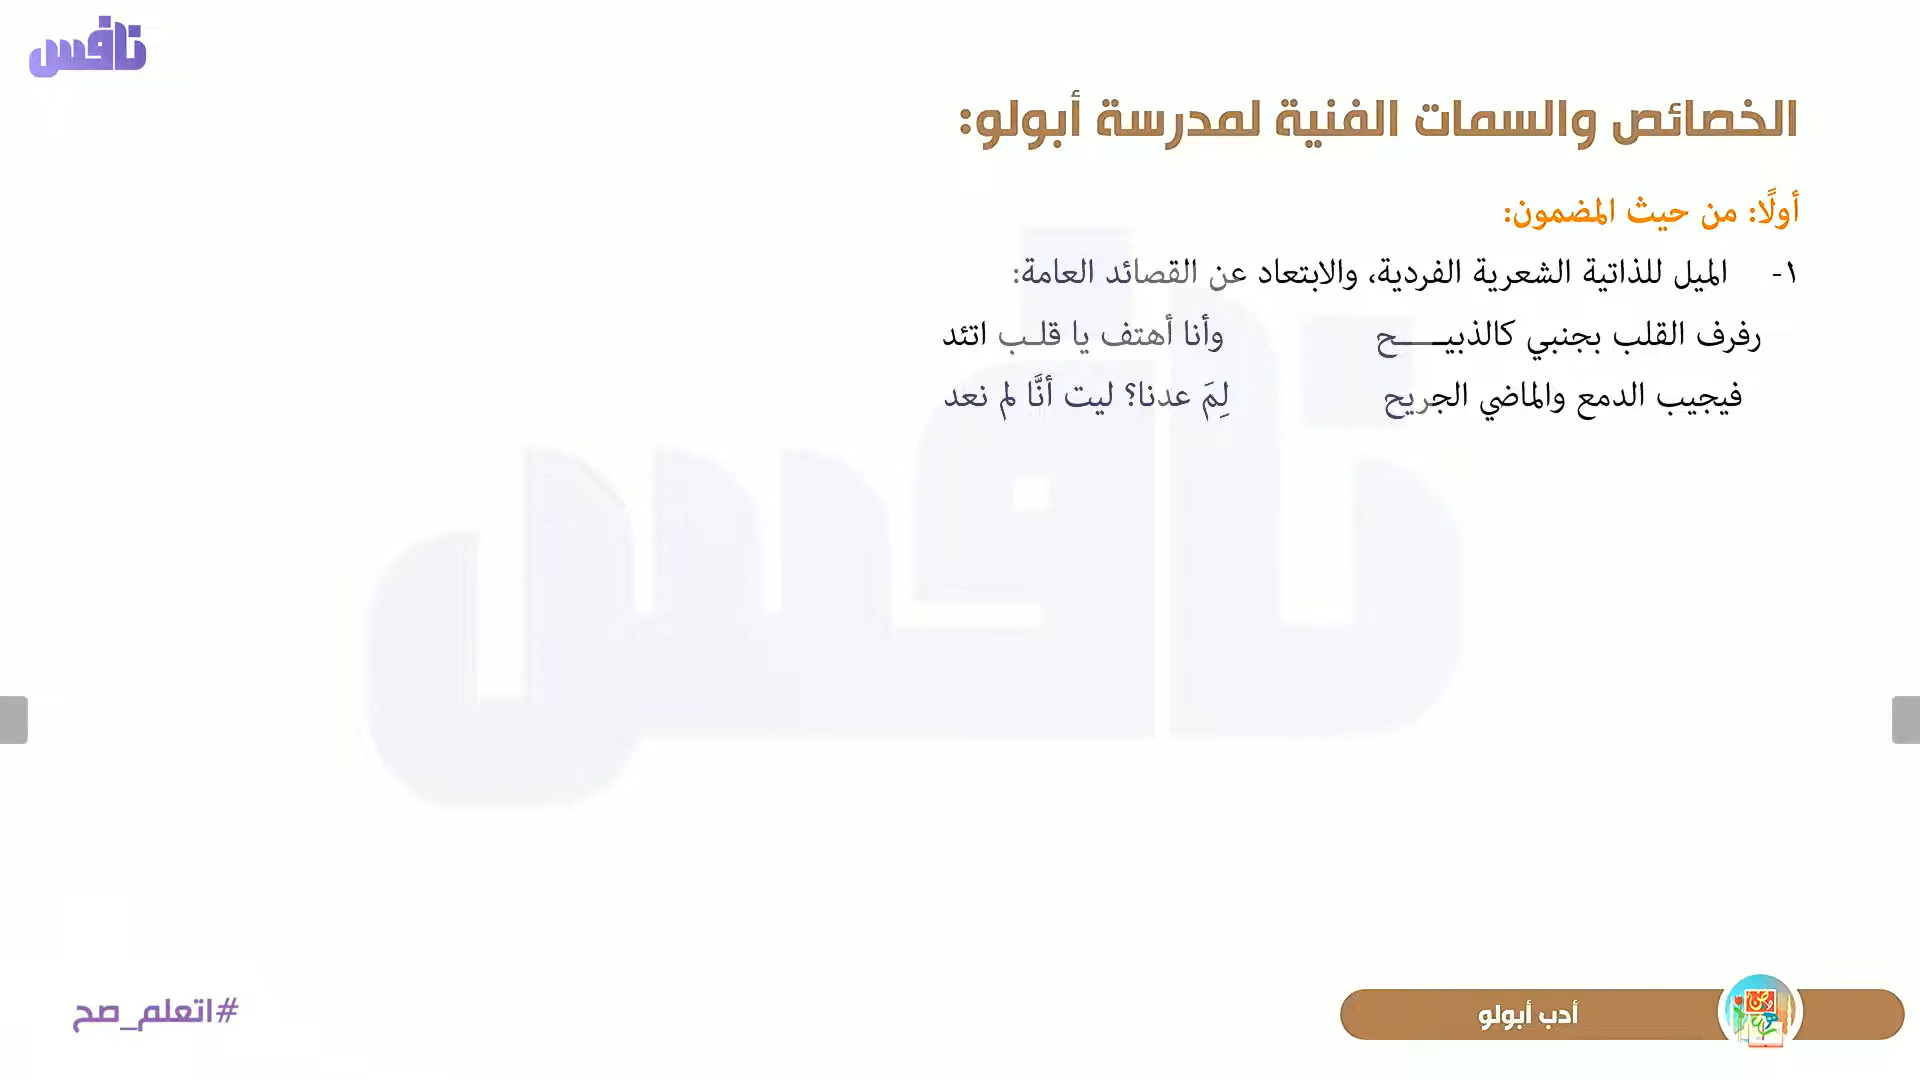 نافس
الخصائص والسمات الفنية لمدرسة أبولو:
أولًا: من حيث المضمون:
١- الميل للذاتية الشعرية الفردية، والابتعاد عن القصائد العامة:
رفرف القلب بجنبي كالذبيـــــح وأنا أهتف يا قلـب اتئد
فيجيب الدمع والماضي الجريح لِمَ عدنا؟ ليت أنَّا لم نعد
نافس
أدب أبولو
#اتعلم_صح